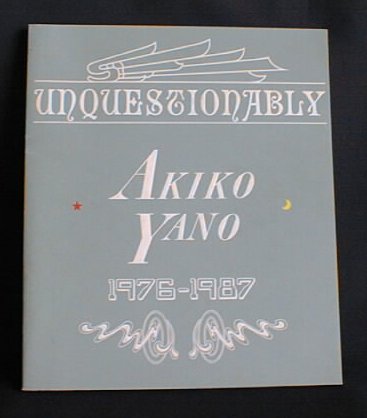 UNQUESTIONABLY
AKIKO
YANO
1976-1987